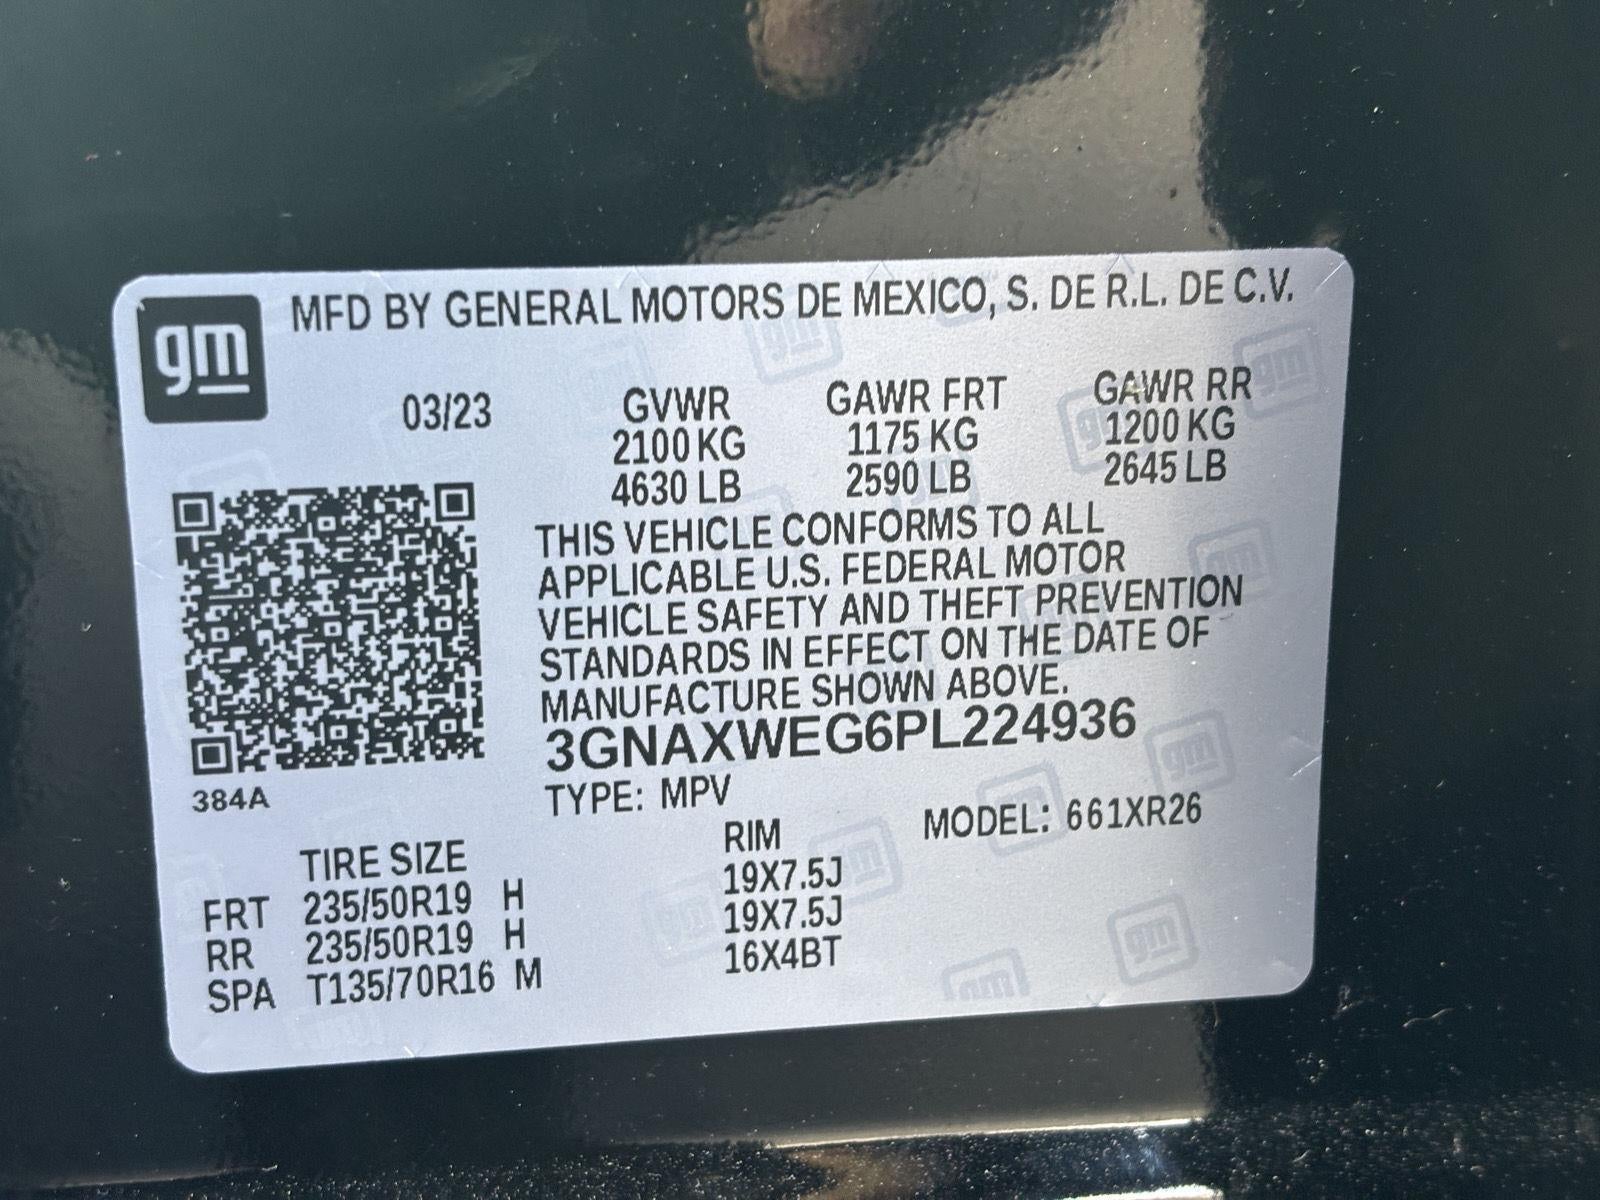 gm MFD BY GENERAL MOTORS DE MEXICO, S. DE R.L. DE C.V.
03/23 GVWR GAWR FRT GAWR RR
2100 KG 1175 KG 1200 KG
4630 LB 2590 LB 2645 LB
THIS VEHICLE CONFORMS TO ALL
APPLICABLE U.S. FEDERAL MOTOR
VEHICLE SAFETY AND THEFT PREVENTION
STANDARDS IN EFFECT ON THE DATE OF
MANUFACTURE SHOWN ABOVE.
3GNAXWEG6PL224936
384A
TYPE: MPV MODEL: 661XR26
TIRE SIZE RIM
FRT 235/50R19 H 19X7.5J
RR 235/50R19 H 19X7.5J
SPA T135/70R16 M 16X4BT